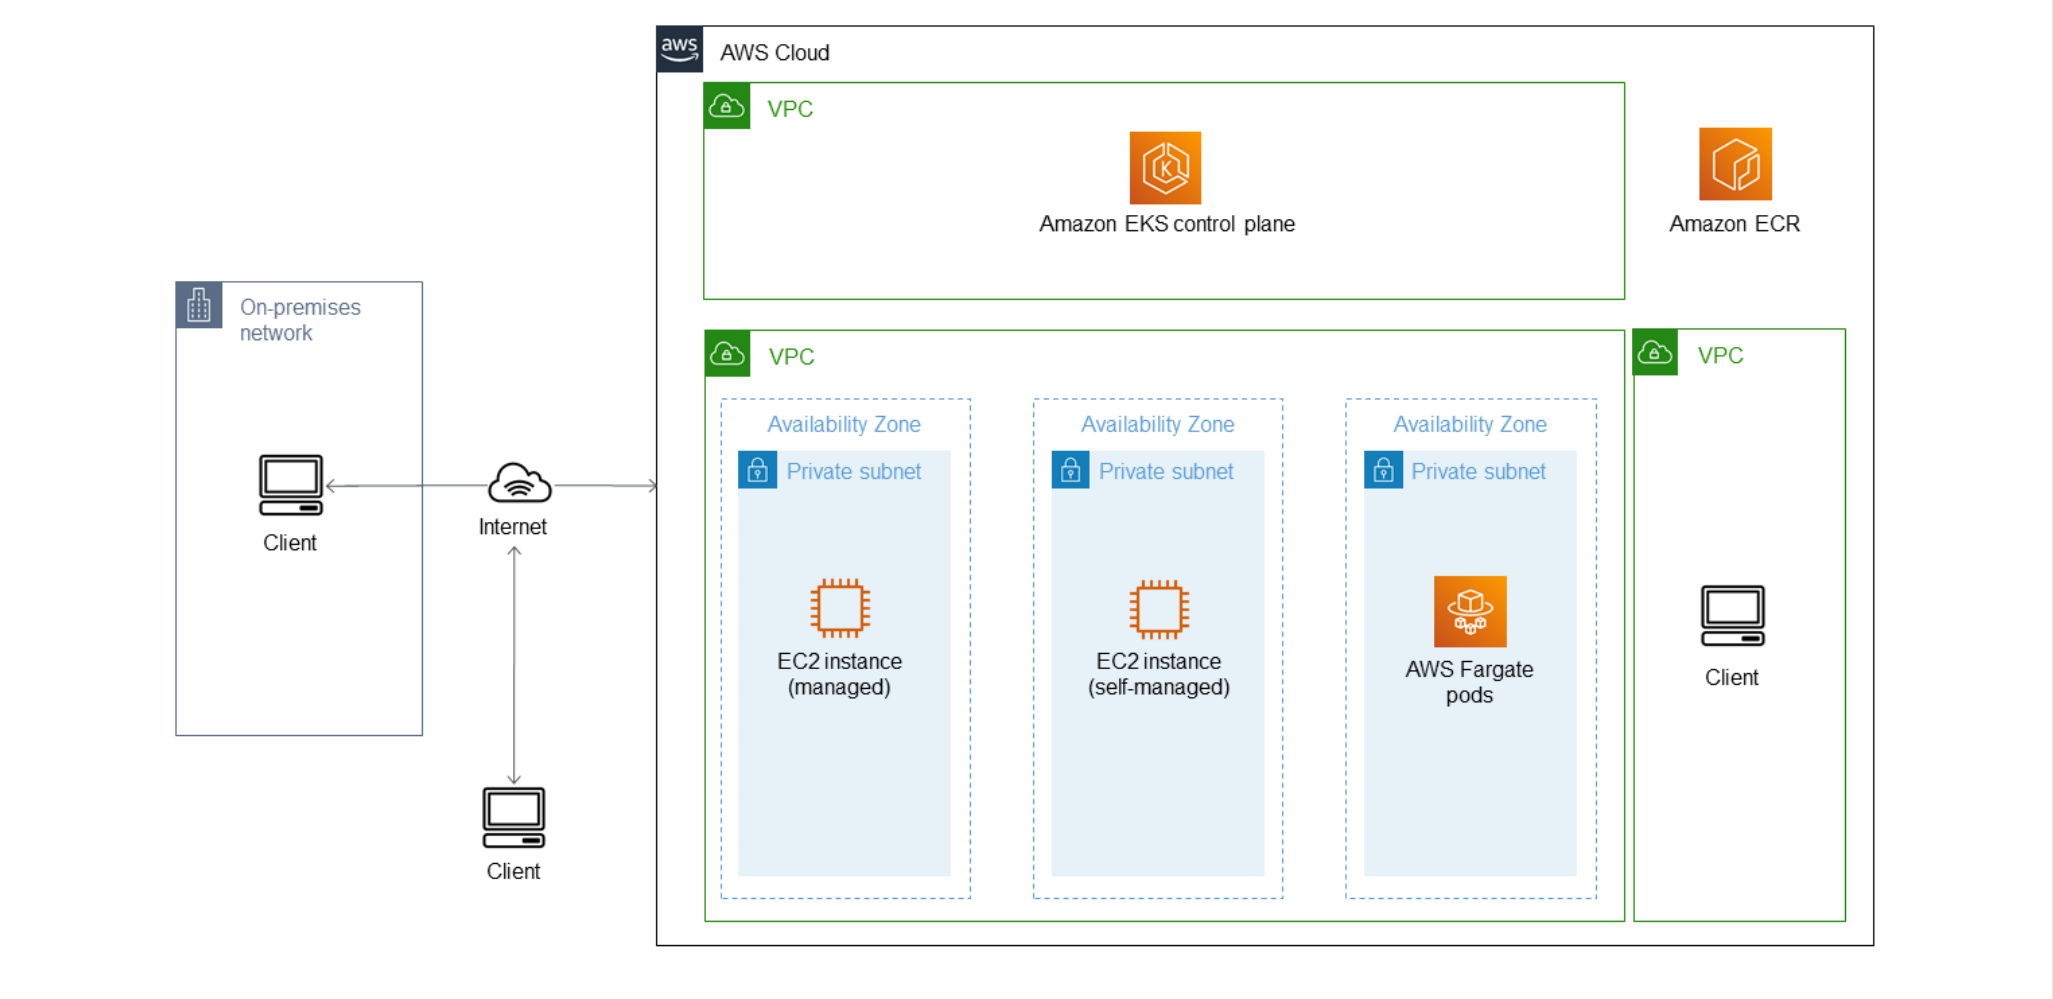 aws
AWS Cloud
VPC
K
Amazon EKS control plane
Amazon ECR
On-premises
network
Client
Internet
Client
VPC
Availability Zone
Private subnet
EC2 instance
(managed)
Availability Zone
Private subnet
EC2 instance
(self-managed)
Availability Zone
Private subnet
AWS Fargate
pods
VPC
Client